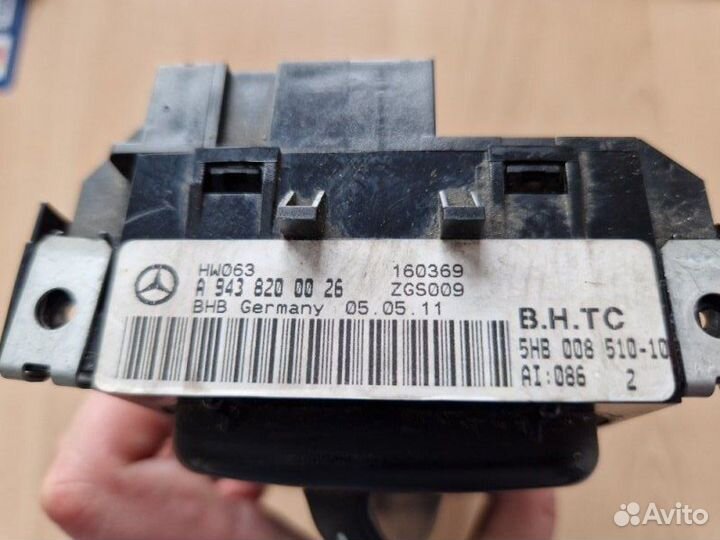 HW063 160369
A 943 820 00 26 ZGS009
BHB Germany 05.05.11
B.H.TC
5HB 008 510-10
AI:086 2
Avito